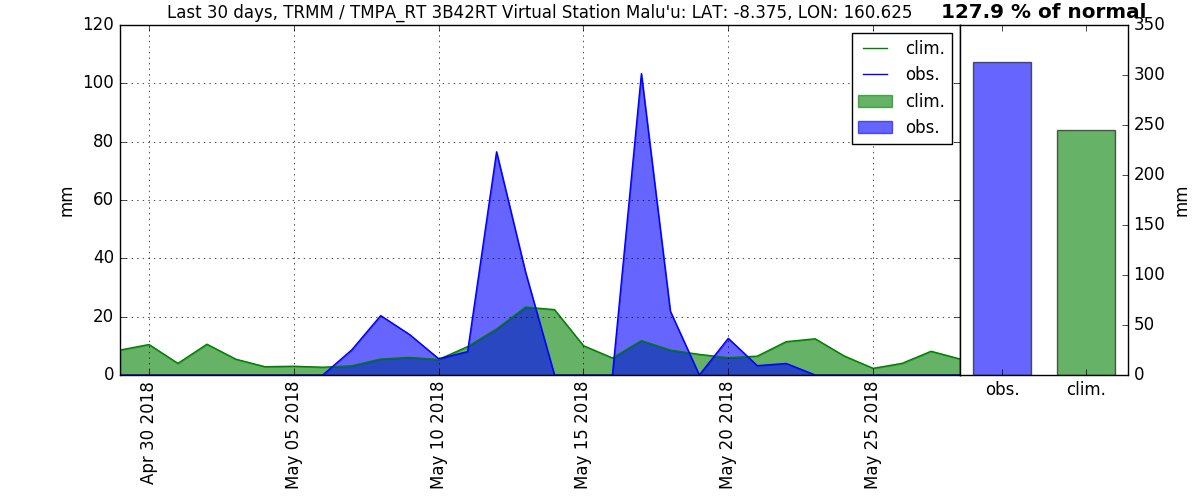 Last 30 days, TRMM / TMPA_RT 3B42RT Virtual Station Malu'u: LAT: -8.375, LON: 160.625
127.9 % of normal
120
100
80
60
40
20
0
mm
clim.
obs.
clim.
obs.
Apr 30 2018
May 05 2018
May 10 2018
May 15 2018
May 20 2018
May 25 2018
350
300
250
200
150
100
50
0
mm
obs.
clim.